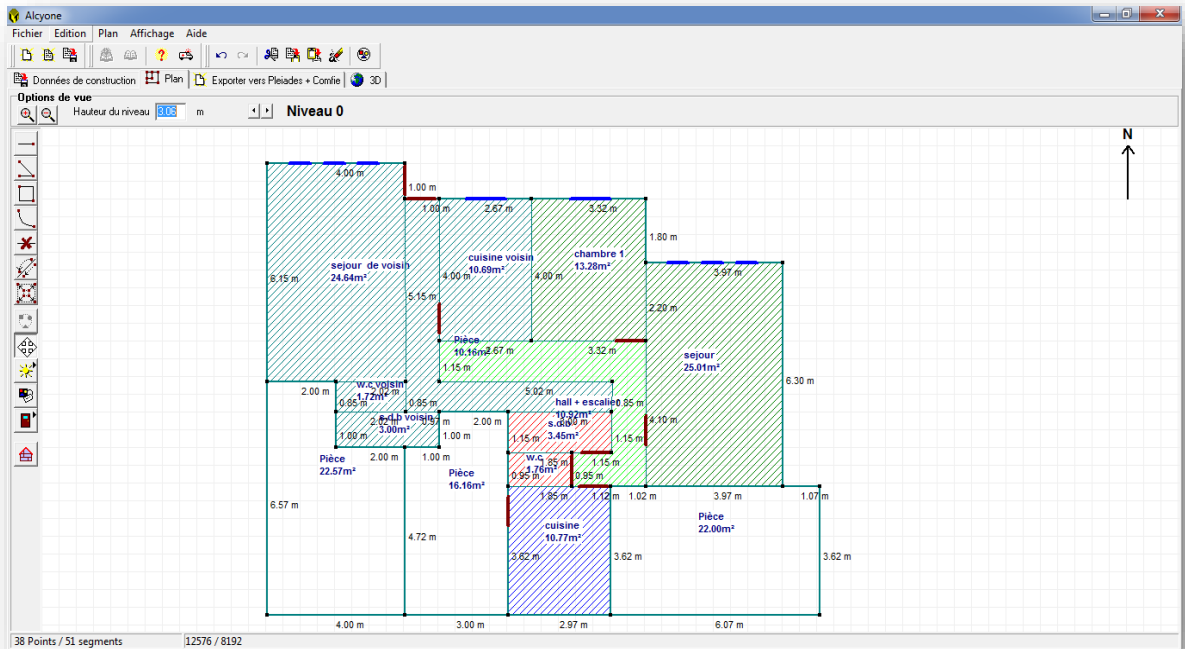 Alcyone
Fichier Edition Plan Affichage Aide
Données de construction Plan Exporter vers Pleiades + Comfie 3D
Options de vue
Hauteur du niveau 3.06 m Niveau 0
N
4.00 m
1.00 m
1.00 m 2.67 m 3.32 m
1.80 m
sejour de voisin
24.64m²
cuisine voisin
10.69m²
chambre 1
13.28m²
3.97 m
6.15 m
4.00 m 4.00 m
5.15 m
2.20 m
Pièce
10.16m²
2.67 m 3.32 m
sejour
25.01m²
1.15 m
6.30 m
w.c voisin
1.72m²
2.00 m 2.02 m 5.02 m
0.85 m 0.85 m
hall + escalier
10.92m²
0.85 m
s.d.b voisin
3.00m²
2.02 m 0.97 m 2.00 m
s.d.b
3.45m²
4.10 m
1.00 m 1.00 m 1.15 m 1.15 m
Pièce
22.57m²
2.00 m 1.00 m
w.c
1.76m²
1.85 m 1.15 m
Pièce
16.16m²
0.95 m 0.95 m
1.85 m 1.12 m 1.02 m 3.97 m 1.07 m
6.57 m
cuisine
10.77m²
Pièce
22.00m²
4.72 m
3.62 m 3.62 m 3.62 m
4.00 m 3.00 m 2.97 m 6.07 m
38 Points / 51 segments 12576 / 8192